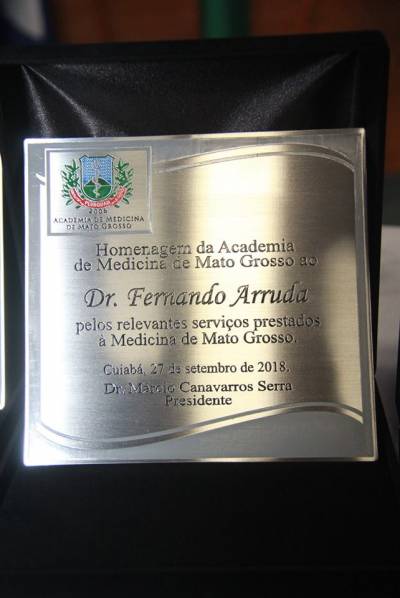 2006
ACADEMIA DE MEDICINA
DE MATO GROSSO
Homenagem da Academia
de Medicina de Mato Grosso ao
Dr. Fernando Arruda
pelos relevantes serviços prestados
à Medicina de Mato Grosso.
Cuiabá, 27 de setembro de 2018.
Dr. Marcio Canavarros Serra
Presidente